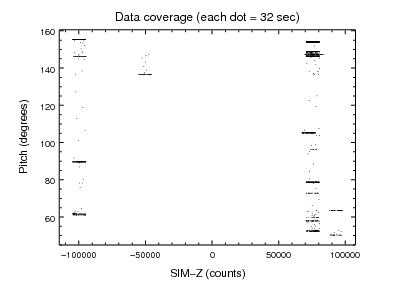 Data coverage (each dot = 32 sec)
160
140
120
100
80
60
Pitch (degrees)
−100000 −50000 0 50000 100000
SIM−Z (counts)